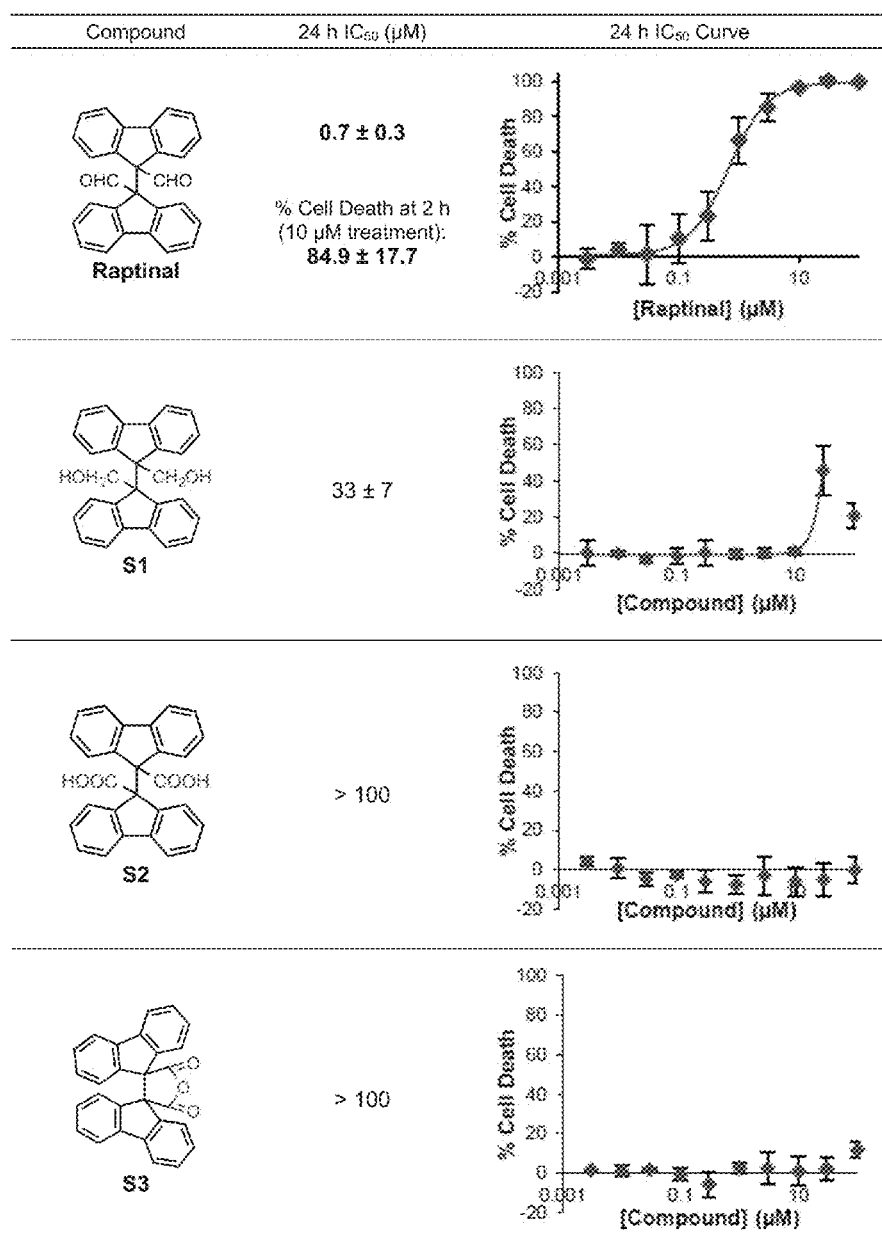 Compound 24 h IC₅₀ (μM) 24 h IC₅₀ Curve
OHC CHO
Raptinal
0.7 ± 0.3
% Cell Death at 2 h
(10 μM treatment):
84.9 ± 17.7
% Cell Death
100
80
60
40
20
0
-20
0.001 0.1 10
[Raptinal] (μM)
HOH₂C CH₂OH
S1
33 ± 7
% Cell Death
100
80
60
40
20
0
-20
0.001 0.1 10
[Compound] (μM)
HOOC COOH
S2
> 100
% Cell Death
100
80
60
40
20
0
-20
0.001 0.1 10
[Compound] (μM)
O
O
O
S3
> 100
% Cell Death
100
80
60
40
20
0
-20
0.001 0.1 10
[Compound] (μM)